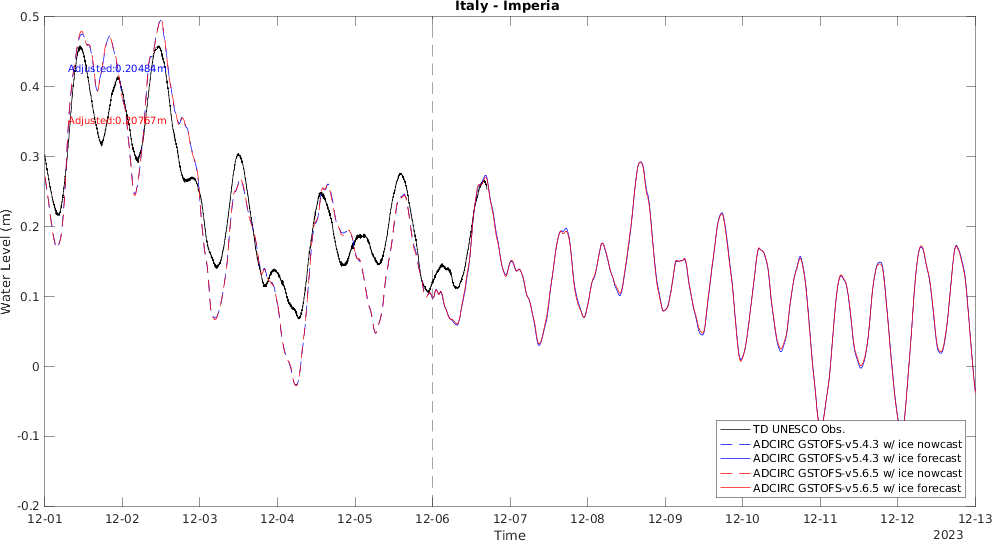 Italy - Imperia
0.5
Adjusted:0.20484m
0.4
Adjusted:0.20767m
0.3
0.2
0.1
0
-0.1
-0.2
Water Level (m)
TD UNESCO Obs.
ADCIRC GSTOFS-v5.4.3 w/ ice nowcast
ADCIRC GSTOFS-v5.4.3 w/ ice forecast
ADCIRC GSTOFS-v5.6.5 w/ ice nowcast
ADCIRC GSTOFS-v5.6.5 w/ ice forecast
12-01 12-02 12-03 12-04 12-05 12-06 12-07 12-08 12-09 12-10 12-11 12-12 12-13
Time
2023